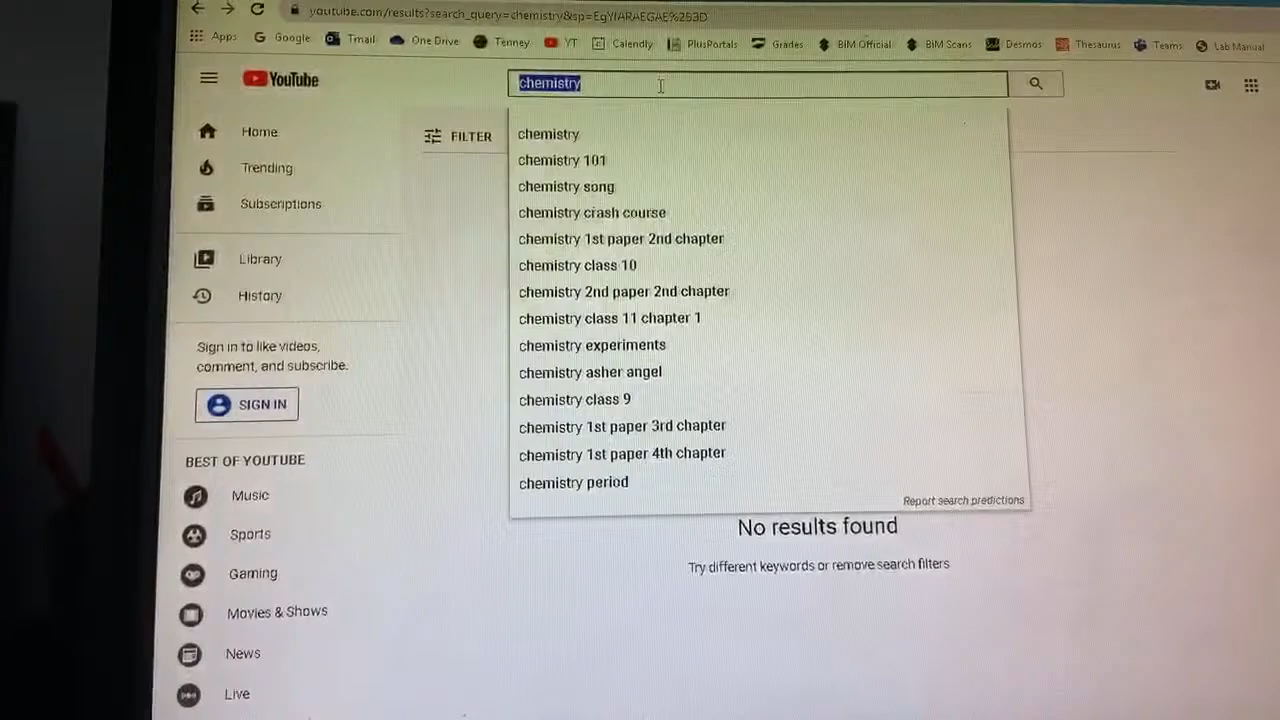 youtube.com/results?search_query=chemistry&sp=EgYIARAEGAE%253D
Apps Google Tmail One Drive Tenney YT Calendly PlusPortals Grades BIM Official BIM Scans Desmos Thesaurus Teams Lab Manual
YouTube
chemistry
Home
Trending
Subscriptions
Library
History
Sign in to like videos,
comment, and subscribe.
SIGN IN
BEST OF YOUTUBE
Music
Sports
Gaming
Movies & Shows
News
Live
FILTER
chemistry
chemistry 101
chemistry song
chemistry crash course
chemistry 1st paper 2nd chapter
chemistry class 10
chemistry 2nd paper 2nd chapter
chemistry class 11 chapter 1
chemistry experiments
chemistry asher angel
chemistry class 9
chemistry 1st paper 3rd chapter
chemistry 1st paper 4th chapter
chemistry period
Report search predictions
No results found
Try different keywords or remove search filters